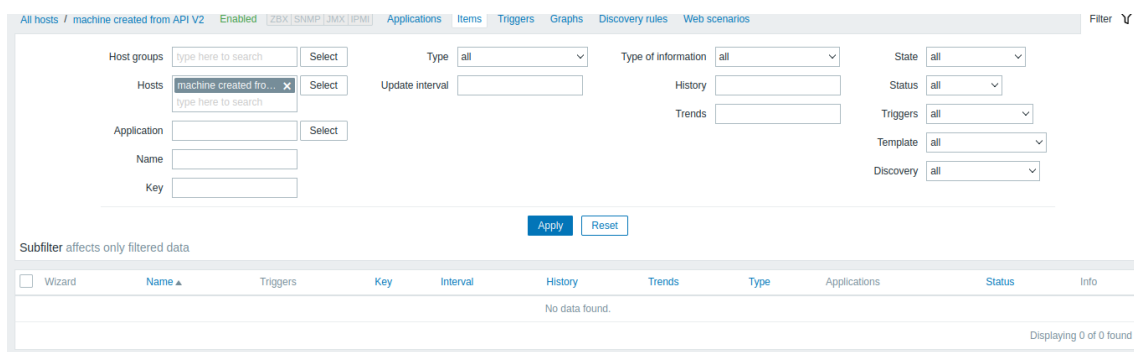 All hosts / machine created from API V2 Enabled ZBX SNMP JMX IPMI Applications Items Triggers Graphs Discovery rules Web scenarios Filter
Host groups type here to search Select Type all Type of information all State all
Hosts machine created fro... × Select Update interval History Status all
type here to search
Trends Triggers all
Application Select
Template all
Name
Discovery all
Key
Apply Reset
Subfilter affects only filtered data
Wizard Name ▲ Triggers Key Interval History Trends Type Applications Status Info
No data found.
Displaying 0 of 0 found